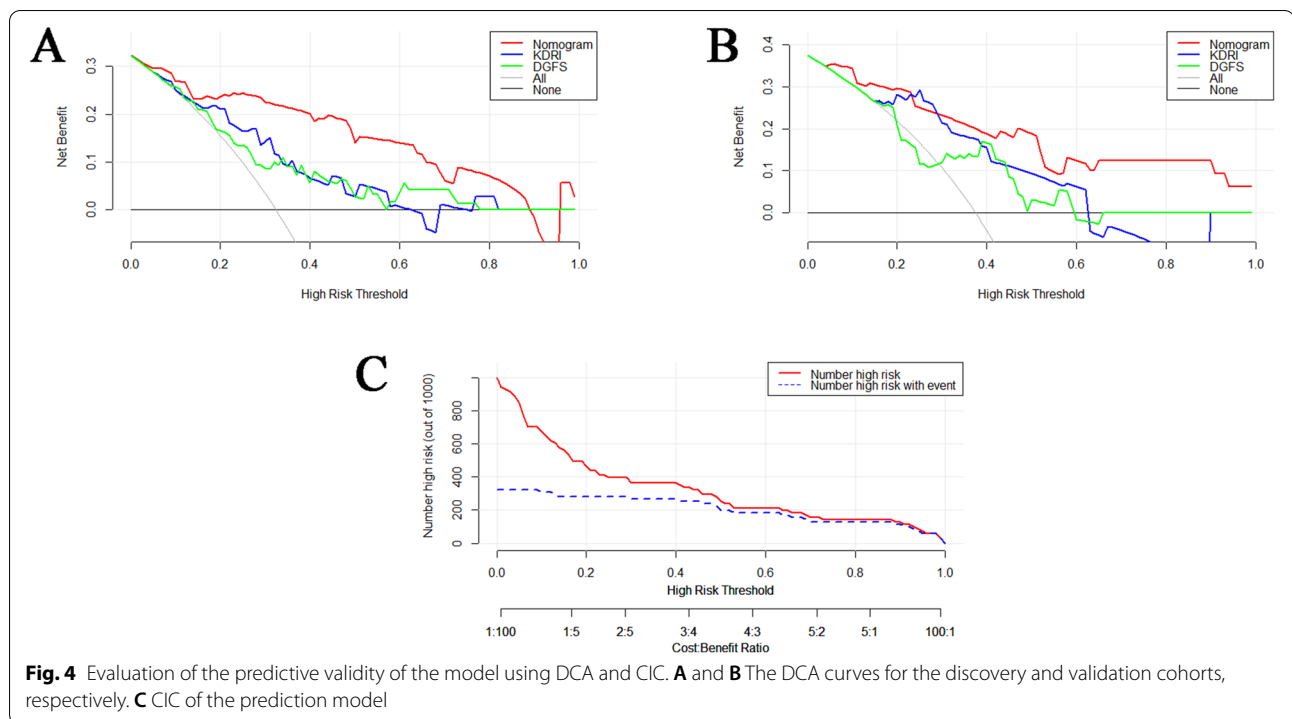 A
Nomogram
KDRI
DGFS
All
None
Net Benefit
0.3
0.2
0.1
0.0
0.0 0.2 0.4 0.6 0.8 1.0
High Risk Threshold
B
Nomogram
KDRI
DGFS
All
None
Net Benefit
0.4
0.3
0.2
0.1
0.0
0.0 0.2 0.4 0.6 0.8 1.0
High Risk Threshold
C
Number high risk
Number high risk with event
Number high risk (out of 1000)
800
600
400
200
0
0.0 0.2 0.4 0.6 0.8 1.0
High Risk Threshold
1:100 1:5 2:5 3:4 4:3 5:2 5:1 100:1
Cost:Benefit Ratio
Fig. 4 Evaluation of the predictive validity of the model using DCA and CIC. A and B The DCA curves for the discovery and validation cohorts,
respectively. C CIC of the prediction model